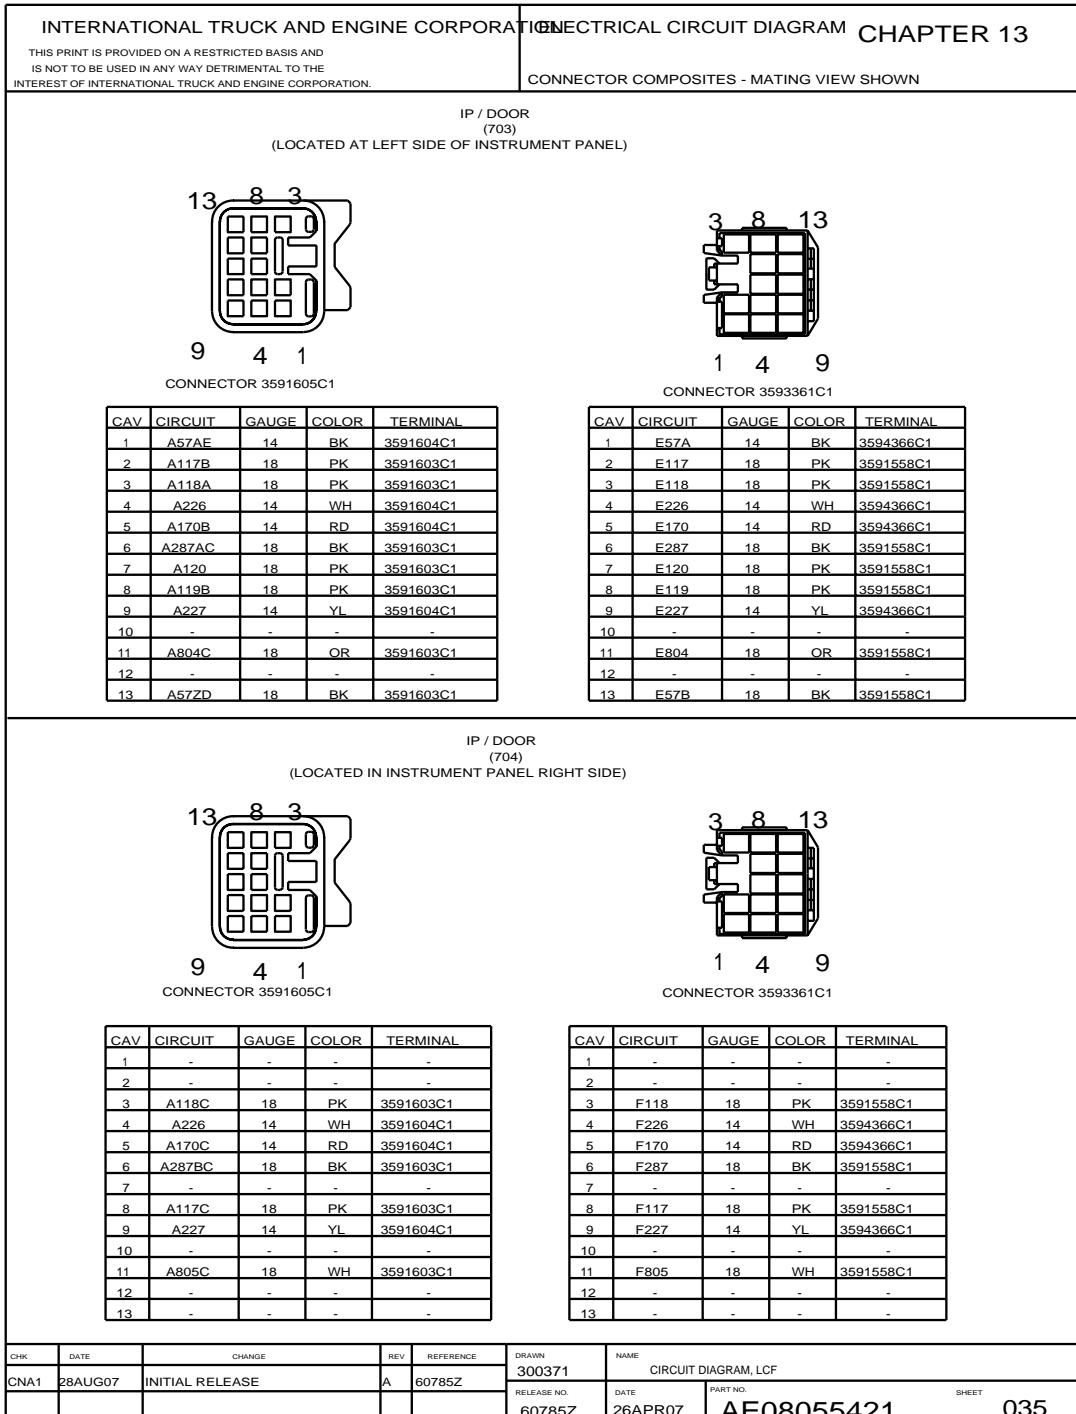 INTERNATIONAL TRUCK AND ENGINE CORPORATION
THIS PRINT IS PROVIDED ON A RESTRICTED BASIS AND
IS NOT TO BE USED IN ANY WAY DETRIMENTAL TO THE
INTEREST OF INTERNATIONAL TRUCK AND ENGINE CORPORATION.
ELECTRICAL CIRCUIT DIAGRAM CHAPTER 13
CONNECTOR COMPOSITES - MATING VIEW SHOWN
IP / DOOR
(703)
(LOCATED AT LEFT SIDE OF INSTRUMENT PANEL)
13 8 3
9 4 1
CONNECTOR 3591605C1
3 8 13
1 4 9
CONNECTOR 3593361C1
CAV CIRCUIT GAUGE COLOR TERMINAL
1 A57AE 14 BK 3591604C1
2 A117B 18 PK 3591603C1
3 A118A 18 PK 3591603C1
4 A226 14 WH 3591604C1
5 A170B 14 RD 3591604C1
6 A287AC 18 BK 3591603C1
7 A120 18 PK 3591603C1
8 A119B 18 PK 3591603C1
9 A227 14 YL 3591604C1
10 - - - -
11 A804C 18 OR 3591603C1
12 - - - -
13 A57ZD 18 BK 3591603C1
CAV CIRCUIT GAUGE COLOR TERMINAL
1 E57A 14 BK 3594366C1
2 E117 18 PK 3591558C1
3 E118 18 PK 3591558C1
4 E226 14 WH 3594366C1
5 E170 14 RD 3594366C1
6 E287 18 BK 3591558C1
7 E120 18 PK 3591558C1
8 E119 18 PK 3591558C1
9 E227 14 YL 3594366C1
10 - - - -
11 E804 18 OR 3591558C1
12 - - - -
13 E57B 18 BK 3591558C1
IP / DOOR
(704)
(LOCATED IN INSTRUMENT PANEL RIGHT SIDE)
13 8 3
9 4 1
CONNECTOR 3591605C1
3 8 13
1 4 9
CONNECTOR 3593361C1
CAV CIRCUIT GAUGE COLOR TERMINAL
1 - - - -
2 - - - -
3 A118C 18 PK 3591603C1
4 A226 14 WH 3591604C1
5 A170C 14 RD 3591604C1
6 A287BC 18 BK 3591603C1
7 - - - -
8 A117C 18 PK 3591603C1
9 A227 14 YL 3591604C1
10 - - - -
11 A805C 18 WH 3591603C1
12 - - - -
13 - - - -
CAV CIRCUIT GAUGE COLOR TERMINAL
1 - - - -
2 - - - -
3 F118 18 PK 3591558C1
4 F226 14 WH 3594366C1
5 F170 14 RD 3594366C1
6 F287 18 BK 3591558C1
7 - - - -
8 F117 18 PK 3591558C1
9 F227 14 YL 3594366C1
10 - - - -
11 F805 18 WH 3591558C1
12 - - - -
13 - - - -
CHK DATE CHANGE REV REFERENCE
CNA1 28AUG07 INITIAL RELEASE A 60785Z
DRAWN
300371
NAME
CIRCUIT DIAGRAM, LCF
RELEASE NO.
60785Z
DATE
26APR07
PART NO.
AE08055421
SHEET
035